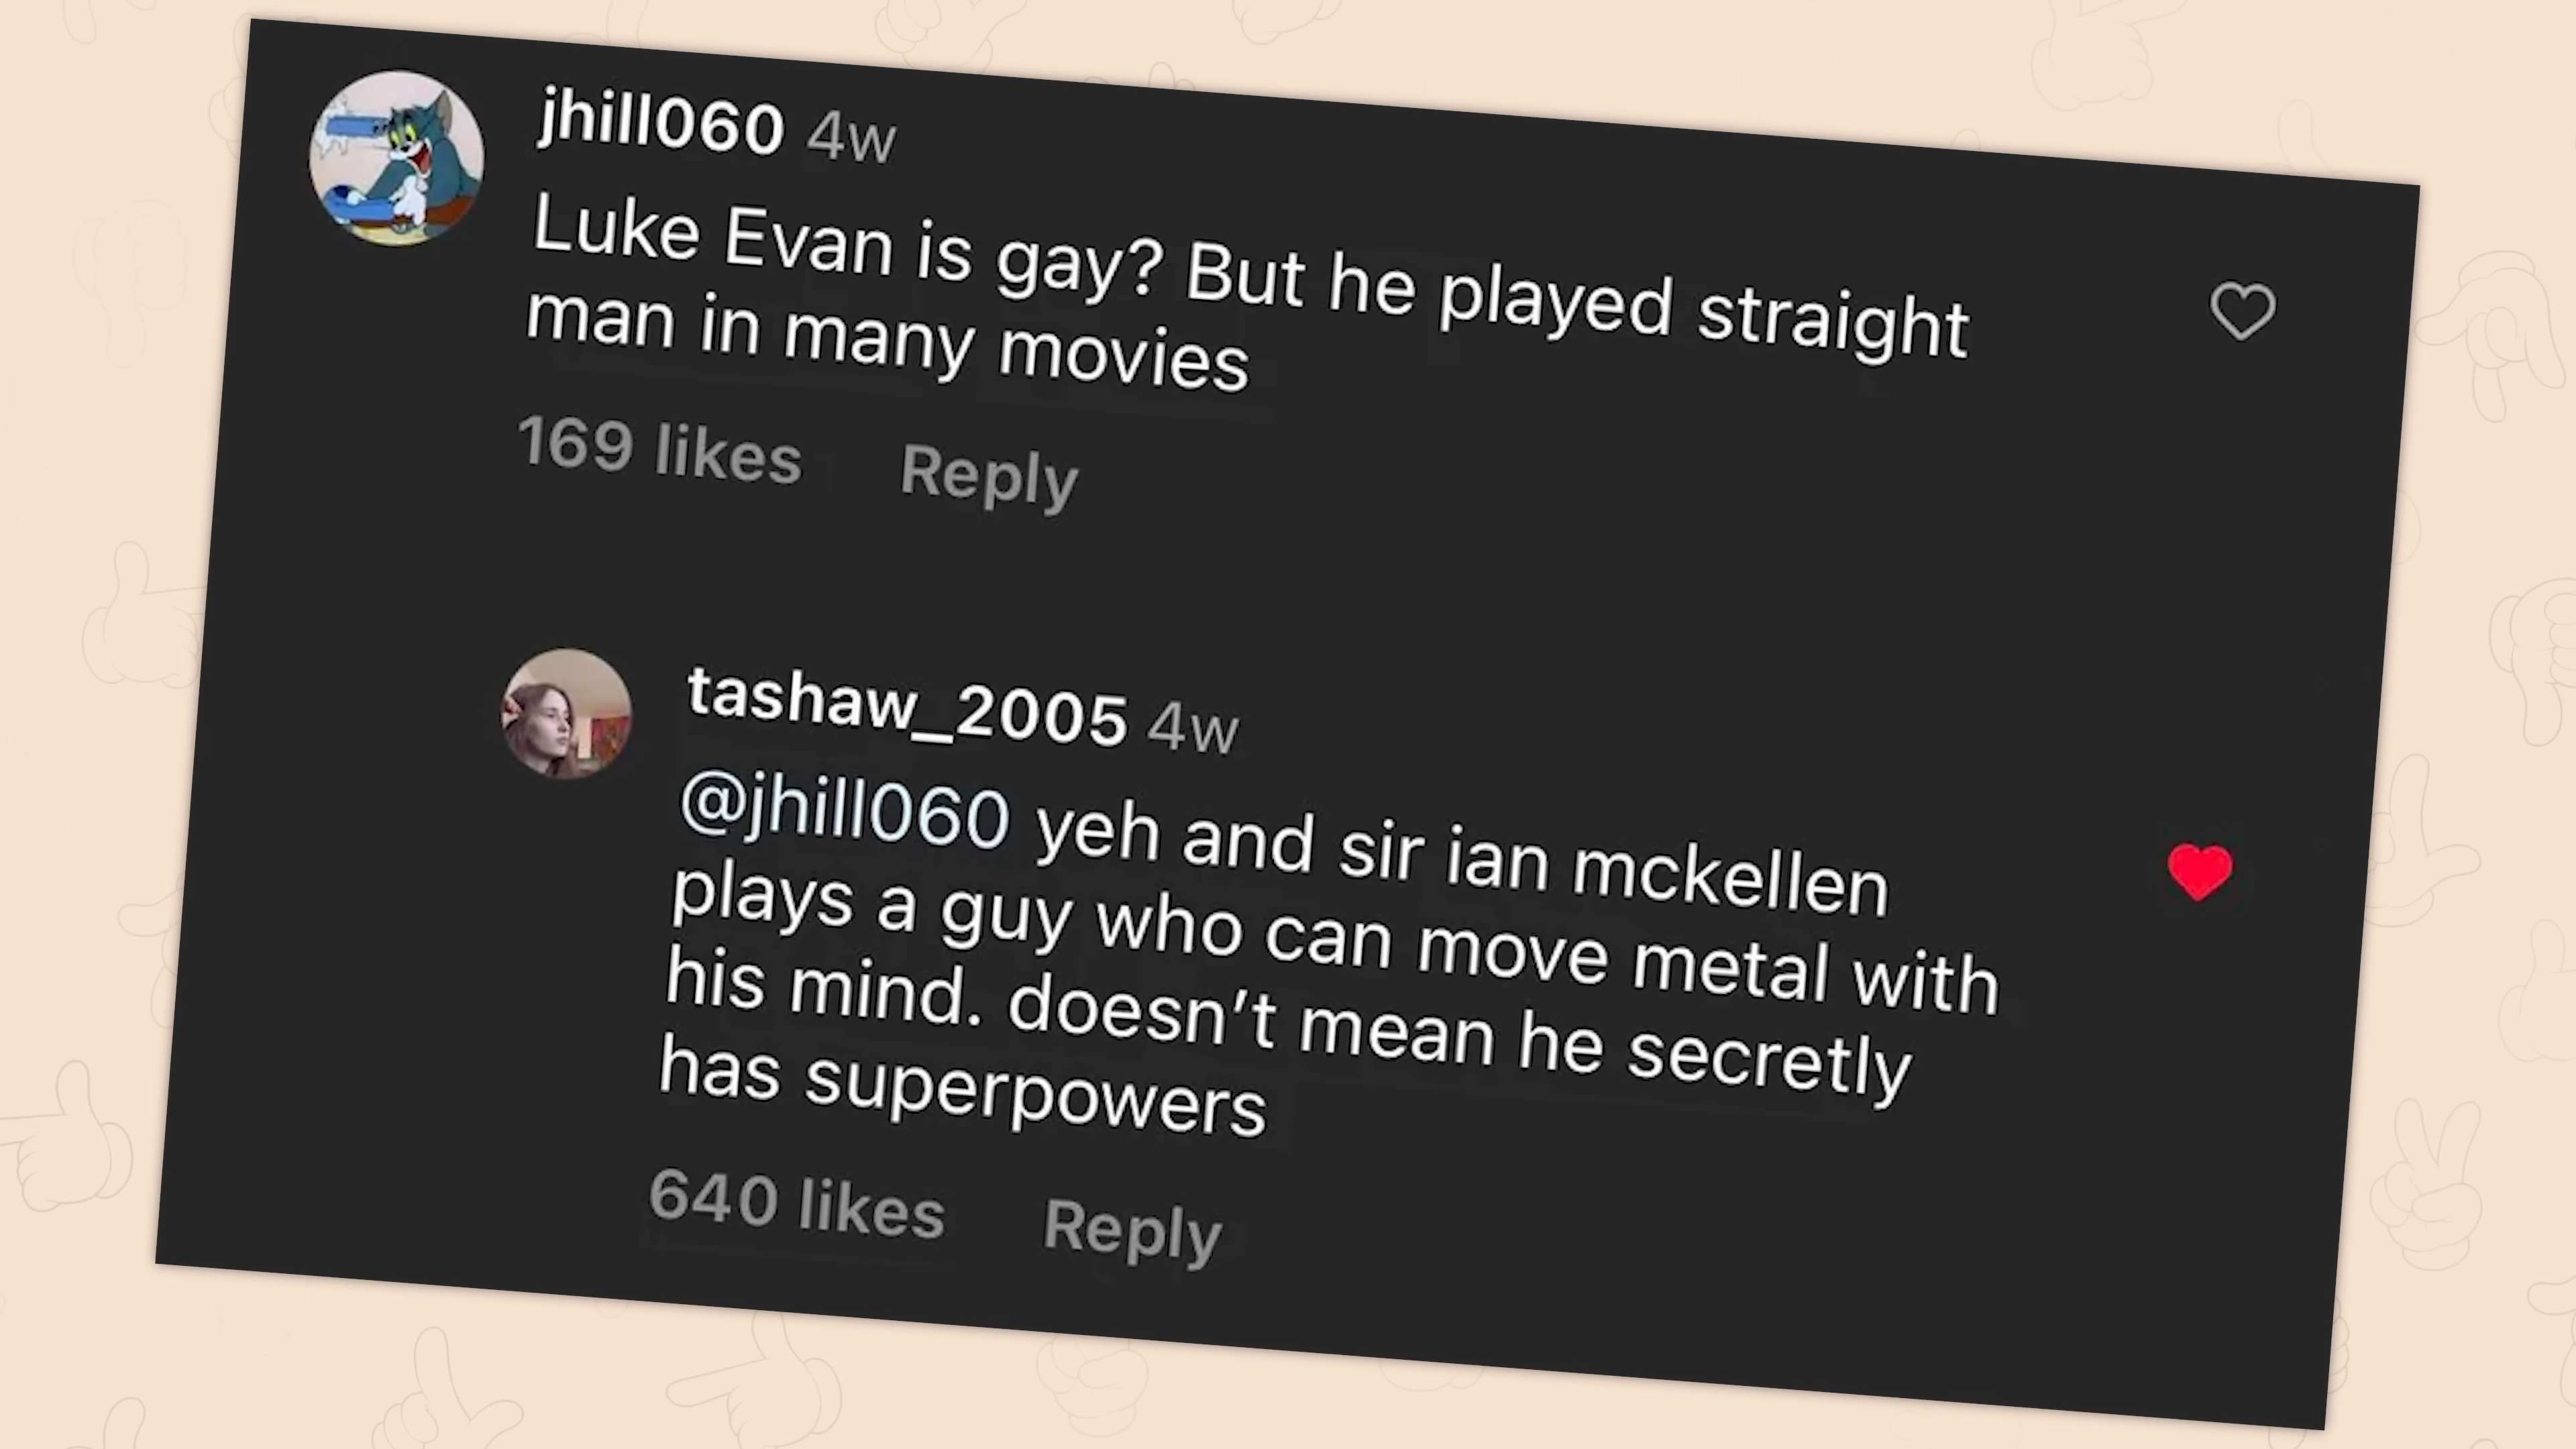 jhill060 4w
Luke Evan is gay? But he played straight
man in many movies
169 likes Reply
tashaw_2005 4w
@jhill060 yeh and sir ian mckellen
plays a guy who can move metal with
his mind. doesn't mean he secretly
has superpowers
640 likes Reply